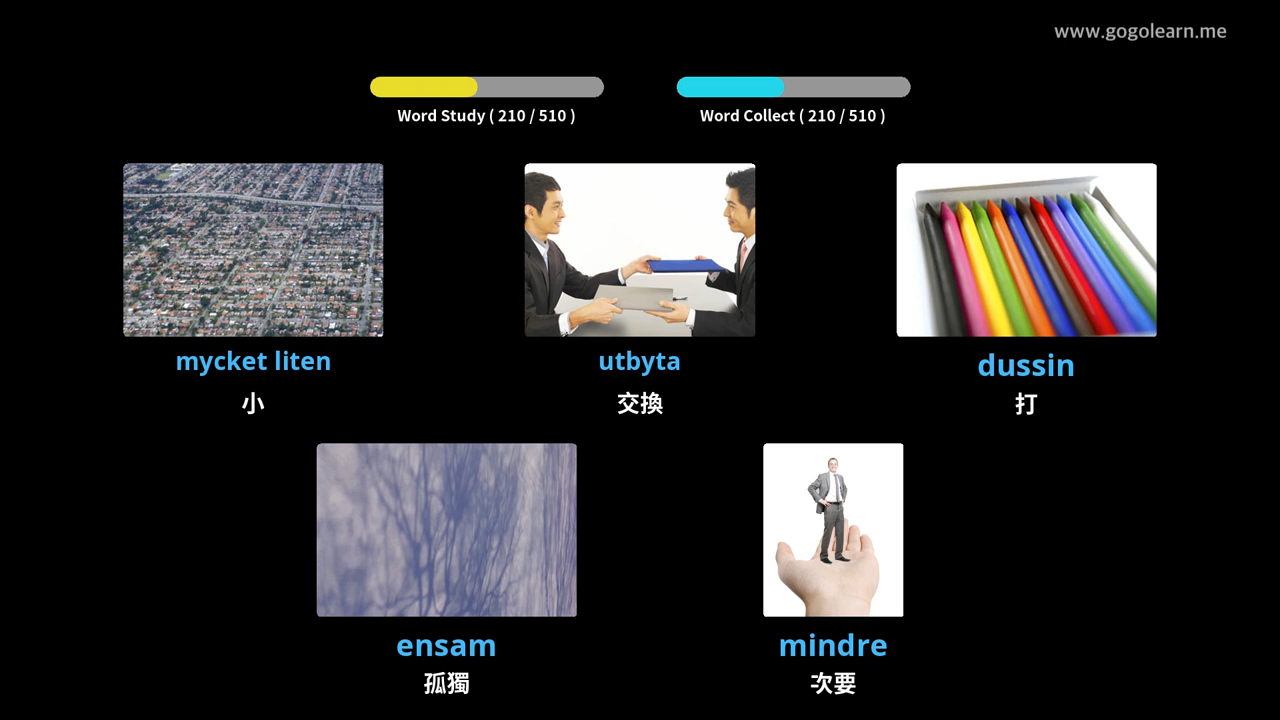 www.gogolearn.me
Word Study ( 210 / 510 )
Word Collect ( 210 / 510 )
mycket liten
小
utbyta
交換
dussin
打
ensam
孤獨
mindre
次要